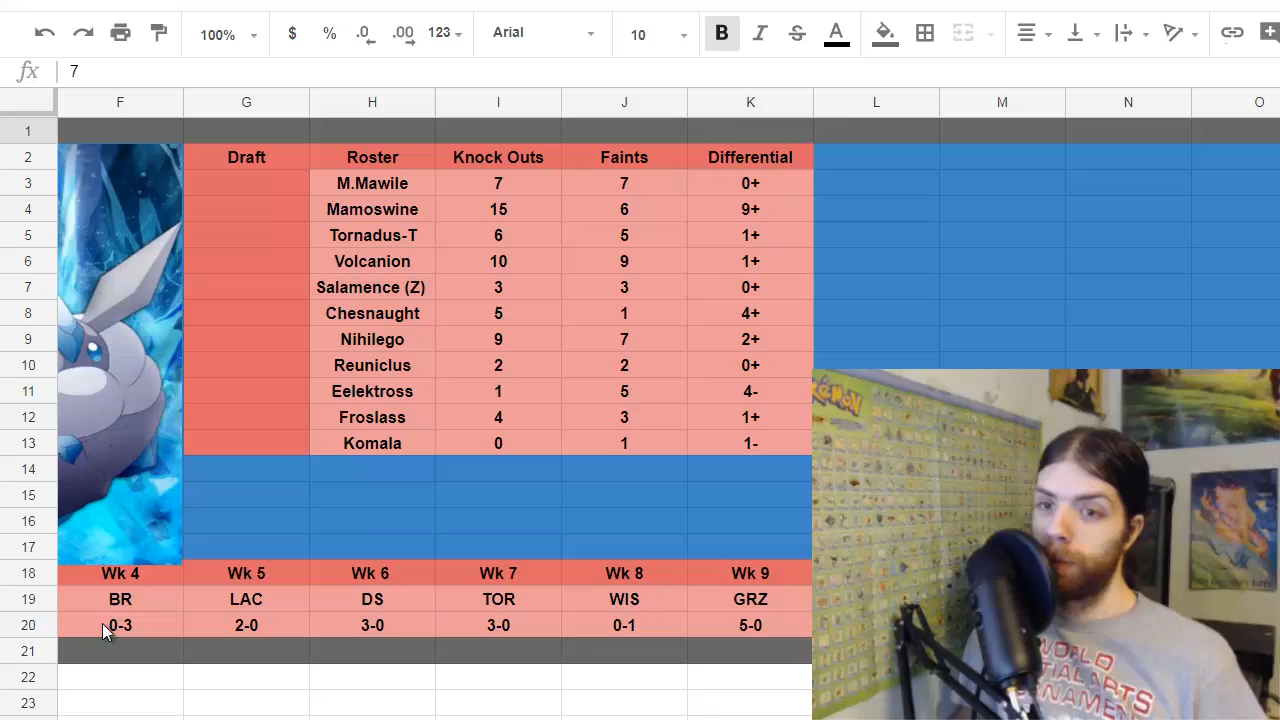 100% $ % .0 .00 123 Arial 10 B I S A
fx 7
F G H I J K L M N O
1
2 Draft Roster Knock Outs Faints Differential
3 M.Mawile 7 7 0+
4 Mamoswine 15 6 9+
5 Tornadus-T 6 5 1+
6 Volcanion 10 9 1+
7 Salamence (Z) 3 3 0+
8 Chesnaught 5 1 4+
9 Nihilego 9 7 2+
10 Reuniclus 2 2 0+
11 Eelektross 1 5 4-
12 Froslass 4 3 1+
13 Komala 0 1 1-
14
15
16
17
18 Wk 4 Wk 5 Wk 6 Wk 7 Wk 8 Wk 9
19 BR LAC DS TOR WIS GRZ
20 0-3 2-0 3-0 3-0 0-1 5-0
21
22
23
POKéMON
WORLD
TIAL ARTS
RNAMEN